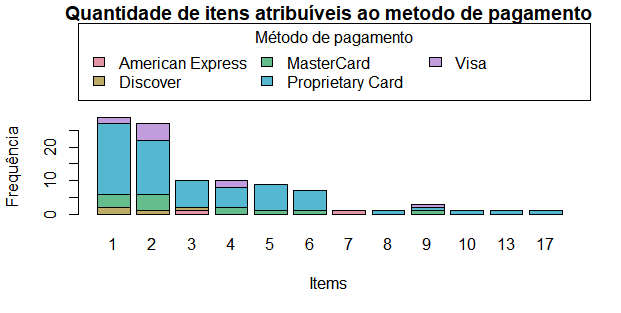 Quantidade de itens atribuíveis ao metodo de pagamento
Método de pagamento
American Express MasterCard Visa
Discover Proprietary Card
Frequência
20
10
0
1 2 3 4 5 6 7 8 9 10 13 17
Items